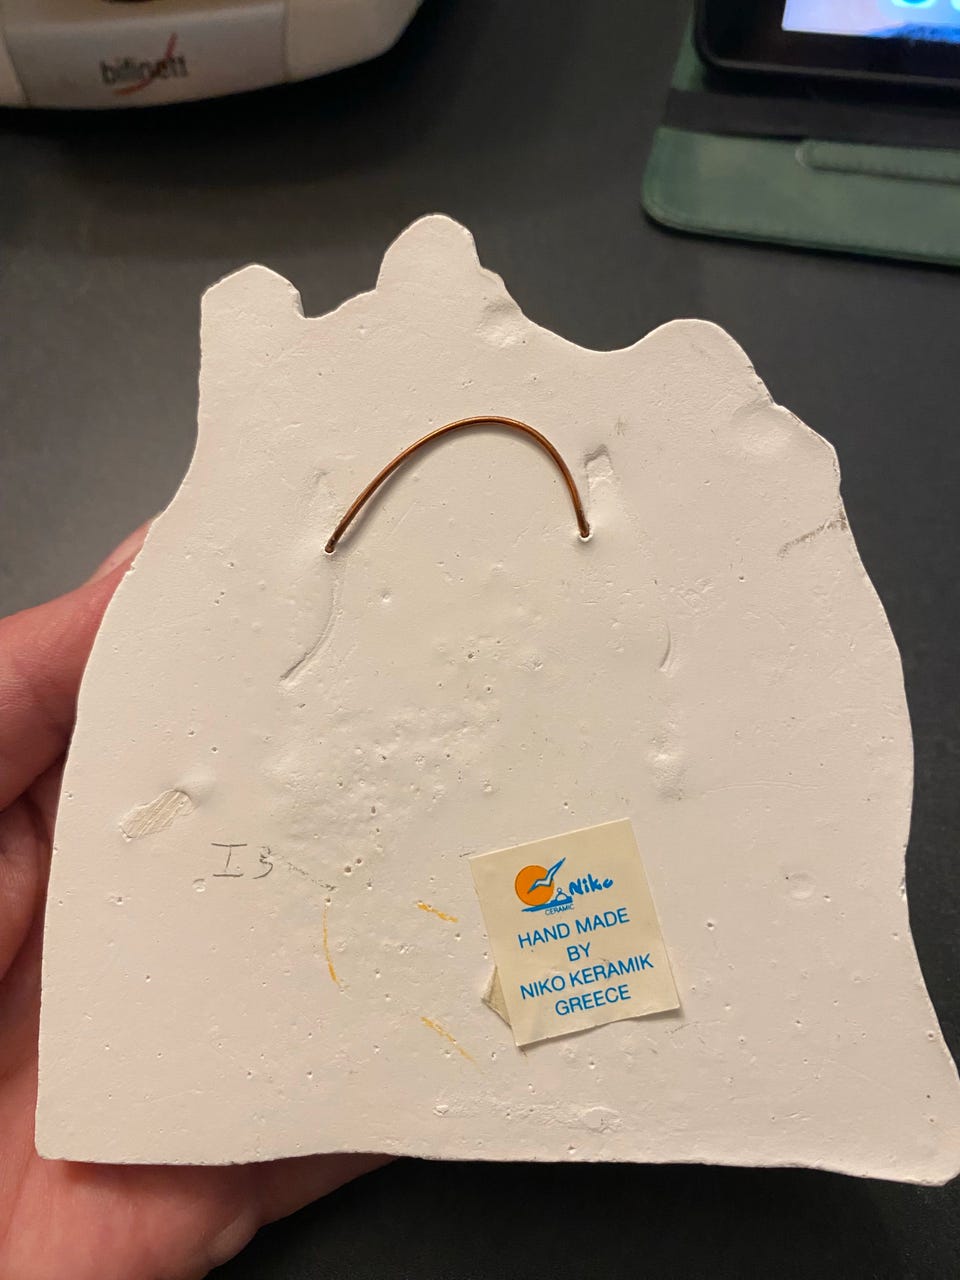 bifinett
I3
Niko
CERAMIC
HAND MADE
BY
NIKO KERAMIK
GREECE